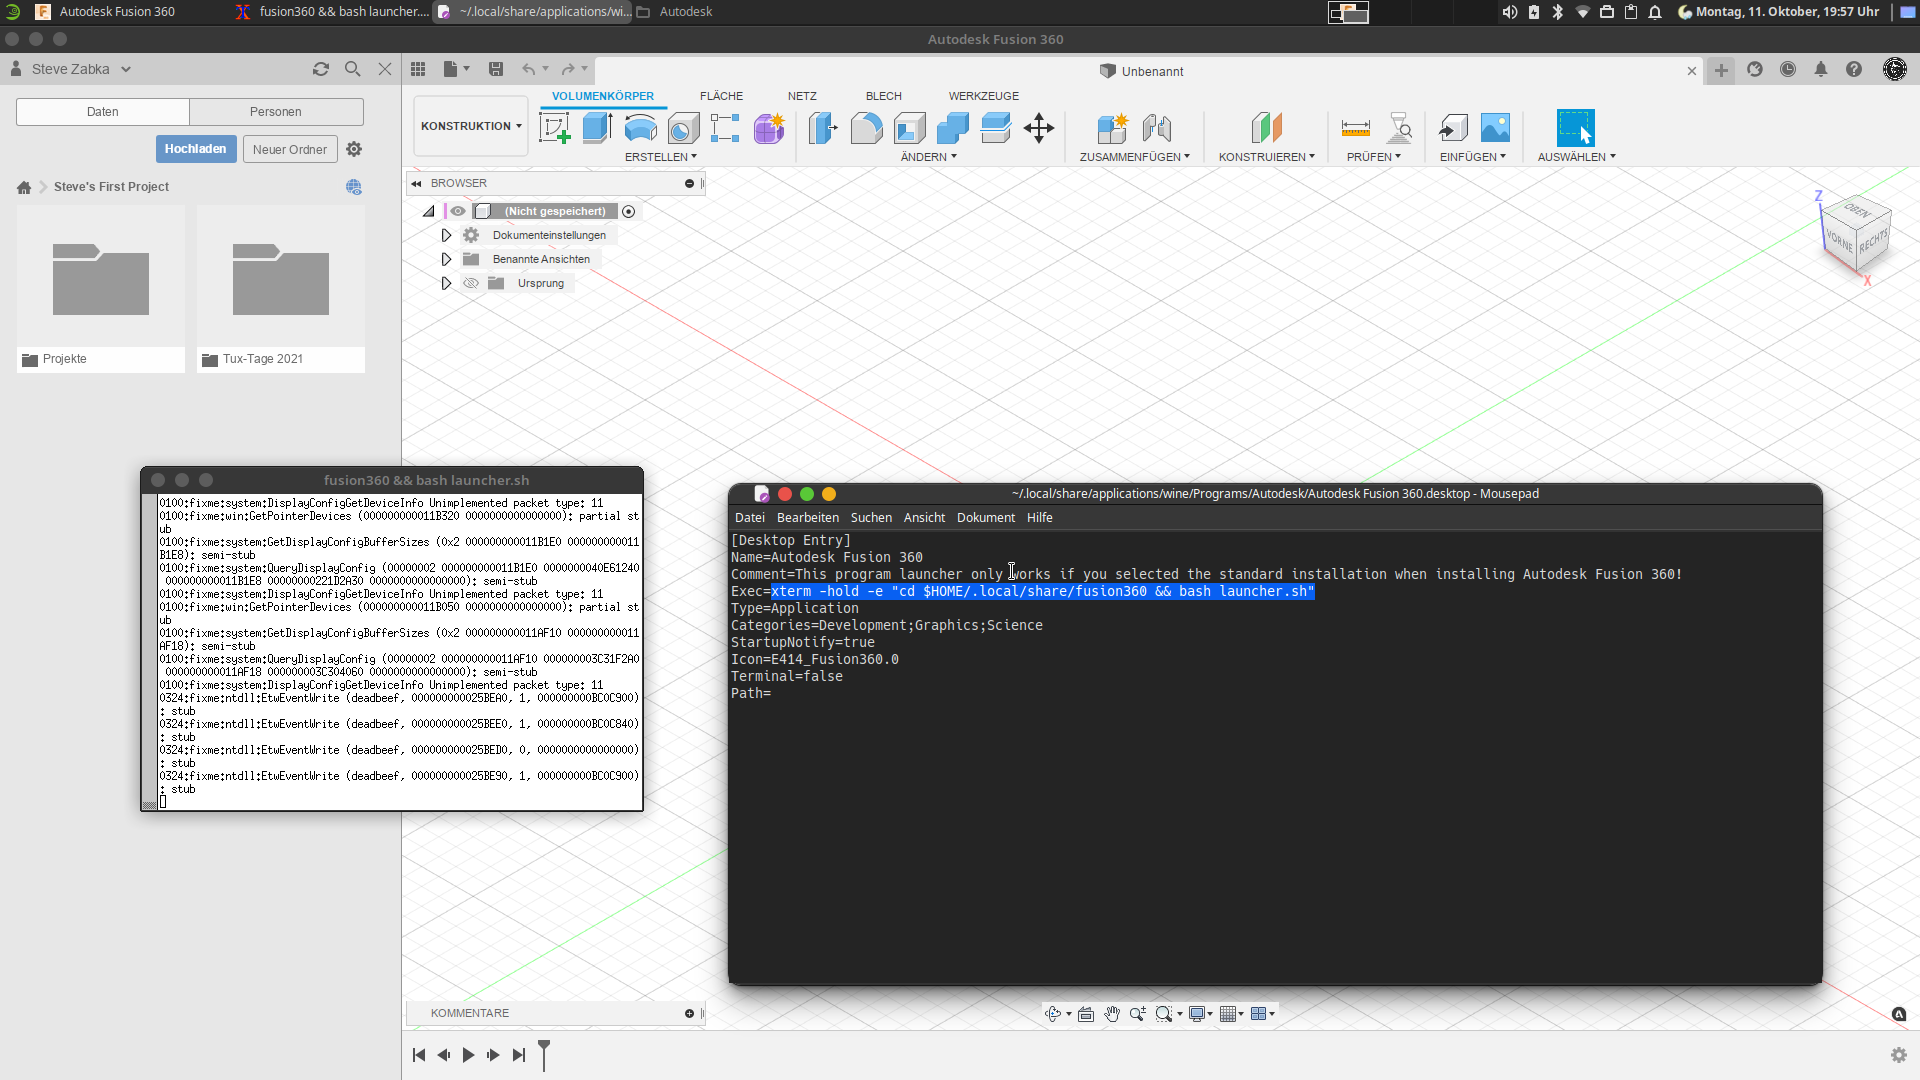 Autodesk Fusion 360
fusion360 && bash launcher....
~/.local/share/applications/wi...
Autodesk
Montag, 11. Oktober, 19:57 Uhr
Autodesk Fusion 360
Steve Zabka
Unbenannt
Daten
Personen
Hochladen
Neuer Ordner
Steve's First Project
Projekte
Tux-Tage 2021
KONSTRUKTION
VOLUMENKÖRPER
FLÄCHE
NETZ
BLECH
WERKZEUGE
ERSTELLEN
ÄNDERN
ZUSAMMENFÜGEN
KONSTRUIEREN
PRÜFEN
EINFÜGEN
AUSWÄHLEN
BROWSER
(Nicht gespeichert)
Dokumenteinstellungen
Benannte Ansichten
Ursprung
Z
OBEN
VORNE
RECHTS
X
fusion360 && bash launcher.sh
0100:fixme:system:DisplayConfigGetDeviceInfo Unimplemented packet type: 11
0100:fixme:win:GetPointerDevices (000000000011B320 0000000000000000): partial st
ub
0100:fixme:system:GetDisplayConfigBufferSizes (0x2 000000000011B1E0 000000000011
B1E8): semi-stub
0100:fixme:system:QueryDisplayConfig (00000002 000000000011B1E0 0000000040E61240
 000000000011B1E8 00000000221D2A30 0000000000000000): semi-stub
0100:fixme:system:DisplayConfigGetDeviceInfo Unimplemented packet type: 11
0100:fixme:win:GetPointerDevices (000000000011B050 0000000000000000): partial st
ub
0100:fixme:system:GetDisplayConfigBufferSizes (0x2 000000000011AF10 000000000011
AF18): semi-stub
0100:fixme:system:QueryDisplayConfig (00000002 000000000011AF10 000000003C31F2A0
 000000000011AF18 000000003C304060 0000000000000000): semi-stub
0100:fixme:system:DisplayConfigGetDeviceInfo Unimplemented packet type: 11
0324:fixme:ntdll:EtwEventWrite (deadbeef, 000000000025BEA0, 1, 00000000BC0C900)
: stub
0324:fixme:ntdll:EtwEventWrite (deadbeef, 000000000025BEE0, 1, 00000000BC0C840)
: stub
0324:fixme:ntdll:EtwEventWrite (deadbeef, 000000000025BED0, 0, 0000000000000000)
: stub
0324:fixme:ntdll:EtwEventWrite (deadbeef, 000000000025BE90, 1, 00000000BC0C900)
: stub
~/.local/share/applications/wine/Programs/Autodesk/Autodesk Fusion 360.desktop - Mousepad
Datei Bearbeiten Suchen Ansicht Dokument Hilfe
[Desktop Entry]
Name=Autodesk Fusion 360
Comment=This program launcher only works if you selected the standard installation when installing Autodesk Fusion 360!
Exec=xterm -hold -e "cd $HOME/.local/share/fusion360 && bash launcher.sh"
Type=Application
Categories=Development;Graphics;Science
StartupNotify=true
Icon=E414_Fusion360.0
Terminal=false
Path=
KOMMENTARE